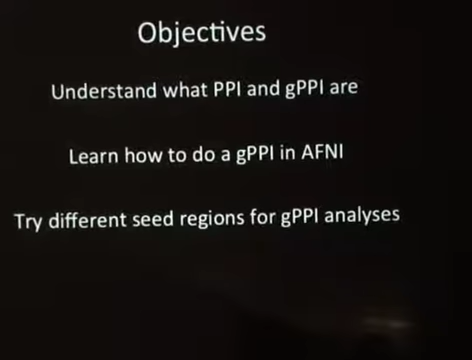 Objectives
Understand what PPI and gPPI are
Learn how to do a gPPI in AFNI
Try different seed regions for gPPI analyses